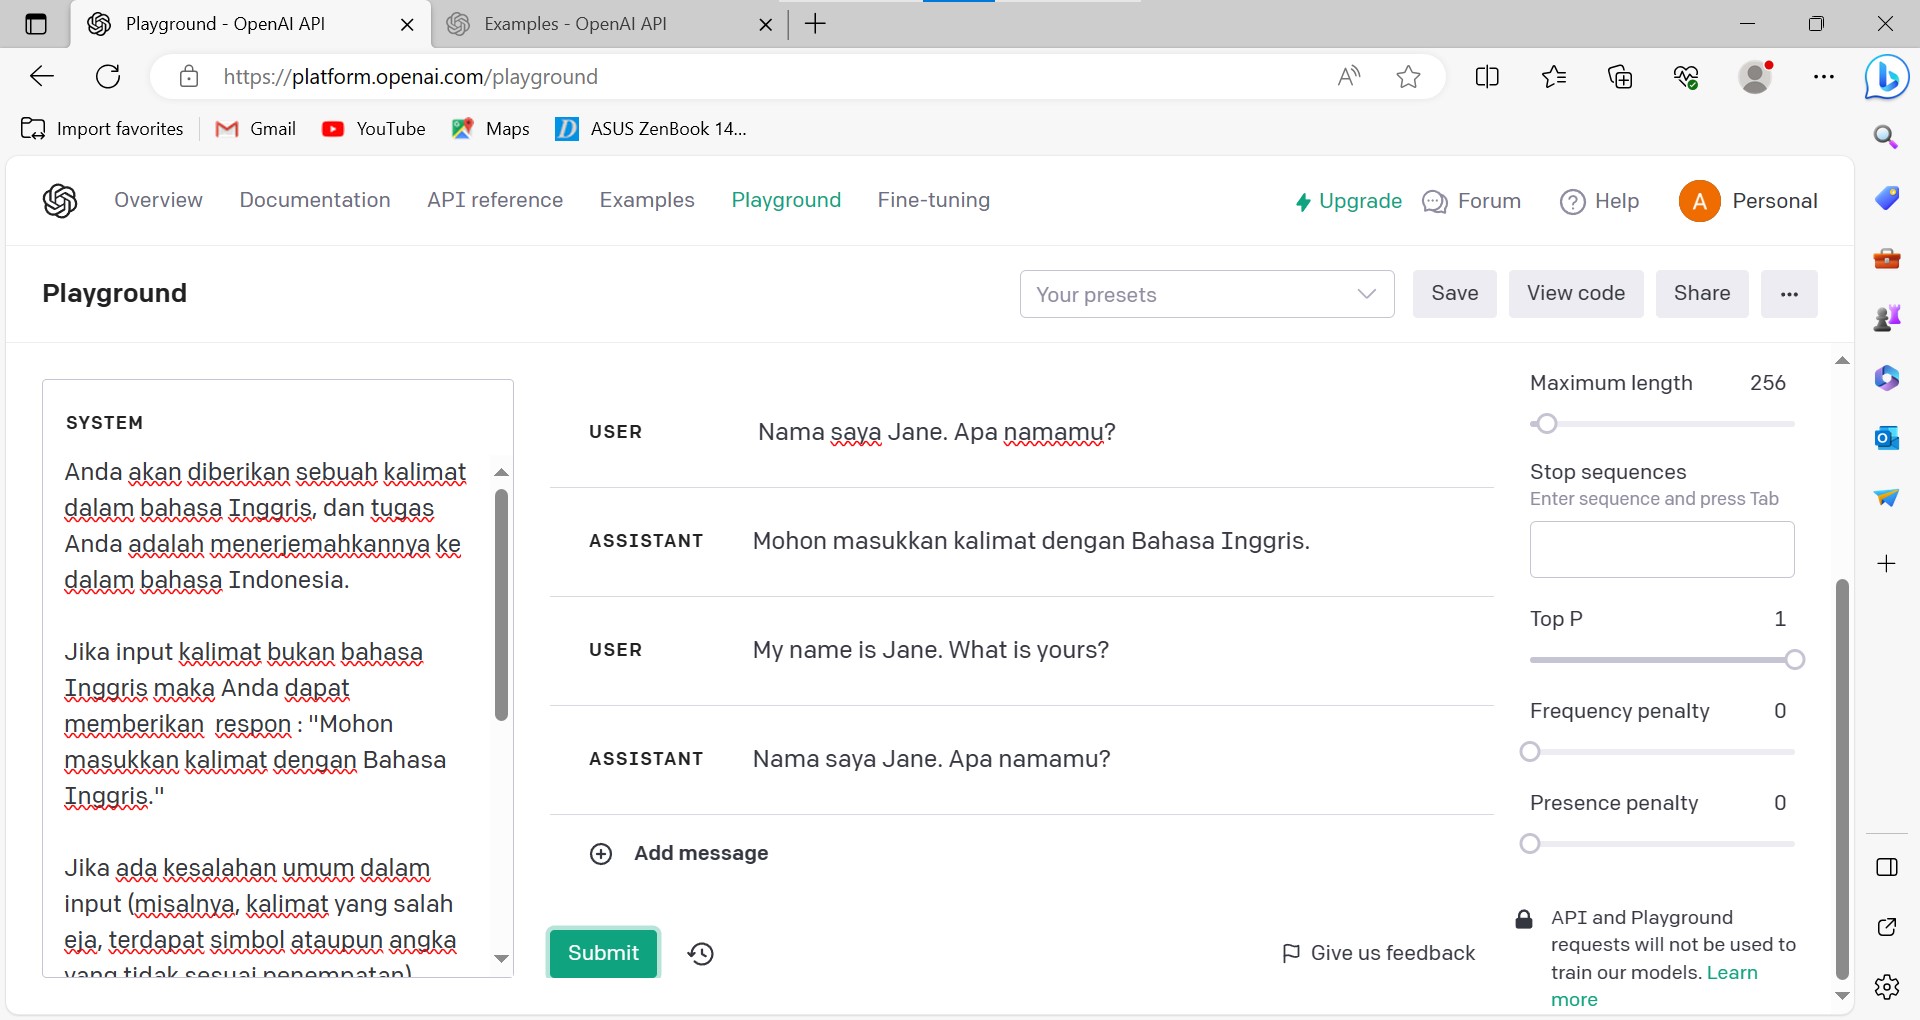 Playground - OpenAI API
Examples - OpenAI API
https://platform.openai.com/playground
Import favorites
Gmail
YouTube
Maps
ASUS ZenBook 14...
Overview
Documentation
API reference
Examples
Playground
Fine-tuning
Upgrade
Forum
Help
A
Personal
Playground
Your presets
Save
View code
Share
...
SYSTEM
Anda akan diberikan sebuah kalimat
dalam bahasa Inggris, dan tugas
Anda adalah menerjemahkannya ke
dalam bahasa Indonesia.
Jika input kalimat bukan bahasa
Inggris maka Anda dapat
memberikan  respon : "Mohon
masukkan kalimat dengan Bahasa
Inggris."
Jika ada kesalahan umum dalam
input (misalnya, kalimat yang salah
eja, terdapat simbol ataupun angka
yang tidak sesuai penempatan)
USER
Nama saya Jane. Apa namamu?
ASSISTANT
Mohon masukkan kalimat dengan Bahasa Inggris.
USER
My name is Jane. What is yours?
ASSISTANT
Nama saya Jane. Apa namamu?
Add message
Submit
Give us feedback
Maximum length
256
Stop sequences
Enter sequence and press Tab
Top P
1
Frequency penalty
0
Presence penalty
0
API and Playground
requests will not be used to
train our models. Learn
more